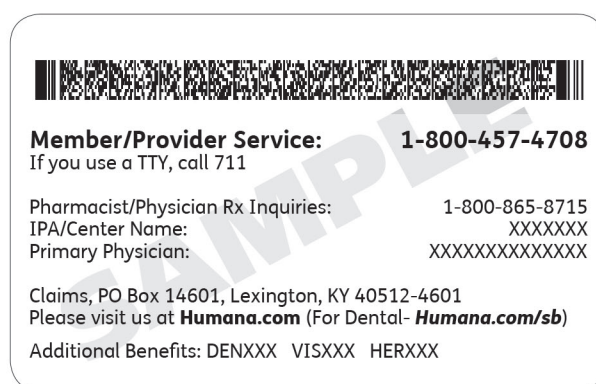 Member/Provider Service: 1-800-457-4708
If you use a TTY, call 711
Pharmacist/Physician Rx Inquiries: 1-800-865-8715
IPA/Center Name: XXXXXXX
Primary Physician: XXXXXXXXXXXXXX
Claims, PO Box 14601, Lexington, KY 40512-4601
Please visit us at Humana.com (For Dental- Humana.com/sb)
Additional Benefits: DENXXX VISXXX HERXXX
SAMPLE